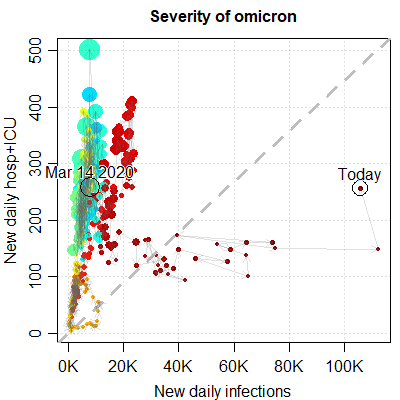 Severity of omicron
New daily hosp+ICU
500
400
300
200
100
0
Mar 14 2020
Today
0K 20K 40K 60K 80K 100K
New daily infections